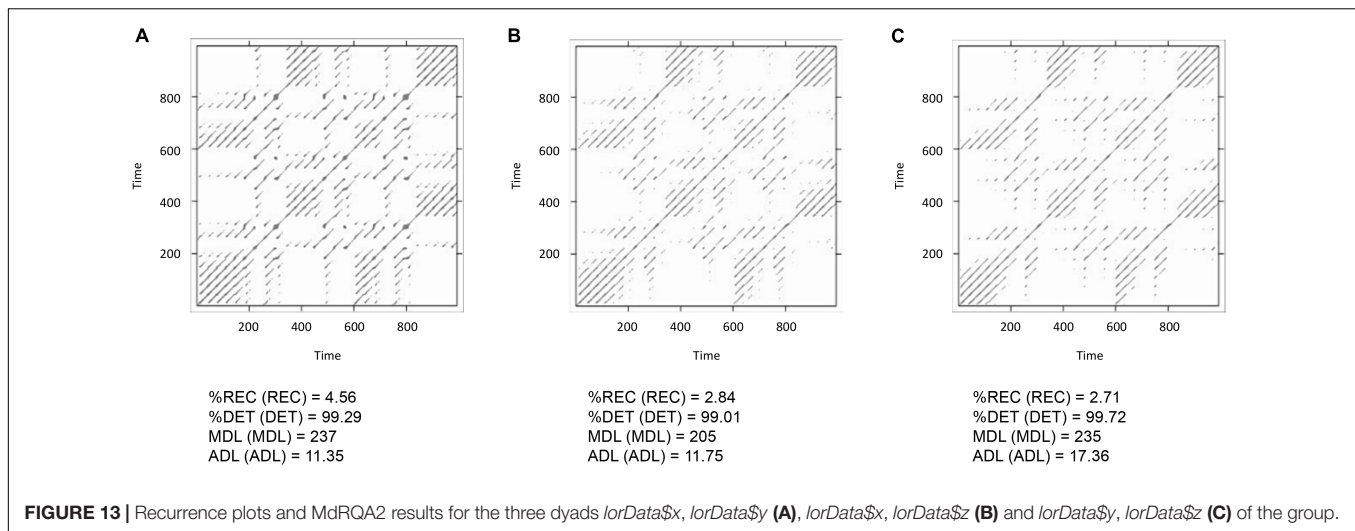 A
B
C
800
600
400
200
Time
200
400
600
800
Time
800
600
400
200
Time
200
400
600
800
Time
800
600
400
200
Time
200
400
600
800
Time
%REC (REC) = 4.56
%DET (DET) = 99.29
MDL (MDL) = 237
ADL (ADL) = 11.35
%REC (REC) = 2.84
%DET (DET) = 99.01
MDL (MDL) = 205
ADL (ADL) = 11.75
%REC (REC) = 2.71
%DET (DET) = 99.72
MDL (MDL) = 235
ADL (ADL) = 17.36
FIGURE 13 | Recurrence plots and MdRQA2 results for the three dyads lorData$x, lorData$y (A), lorData$x, lorData$z (B) and lorData$y, lorData$z (C) of the group.